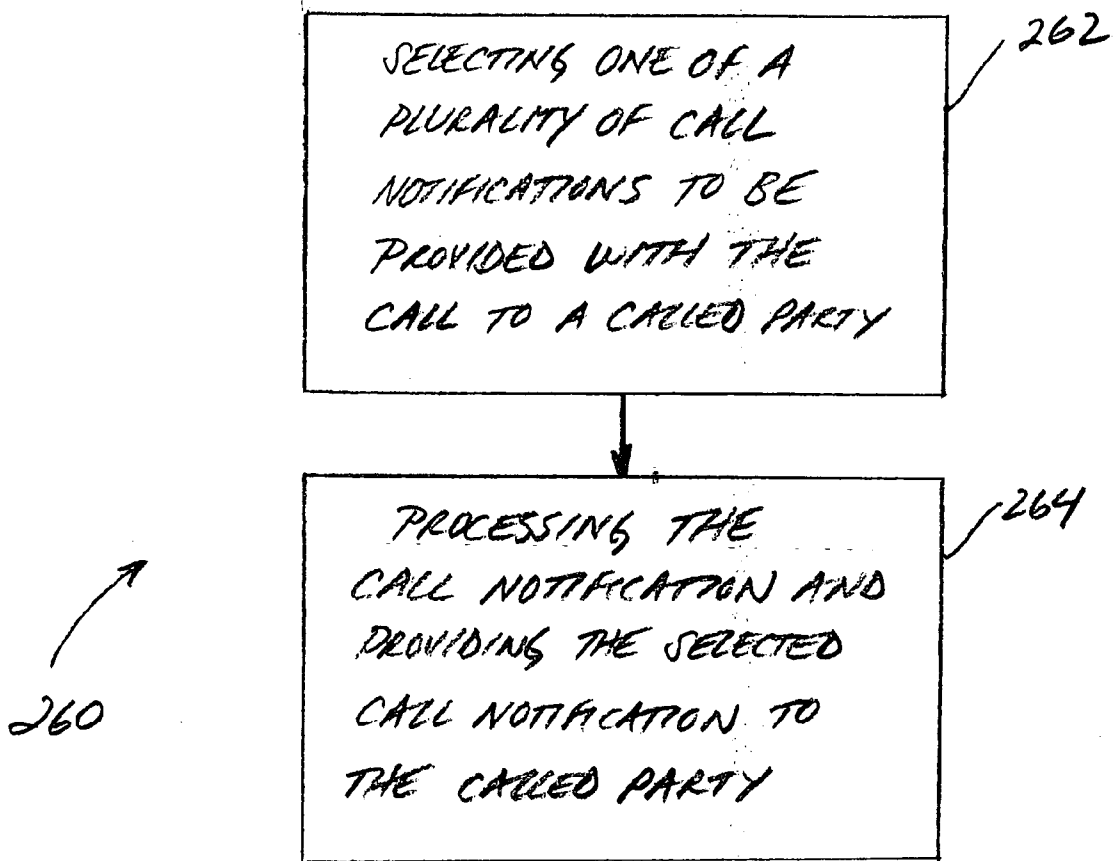 262
SELECTING ONE OF A
PLURALITY OF CALL
NOTIFICATIONS TO BE
PROVIDED WITH THE
CALL TO A CALLED PARTY
264
PROCESSING THE
CALL NOTIFICATION AND
PROVIDING THE SELECTED
CALL NOTIFICATION TO
THE CALLED PARTY
260